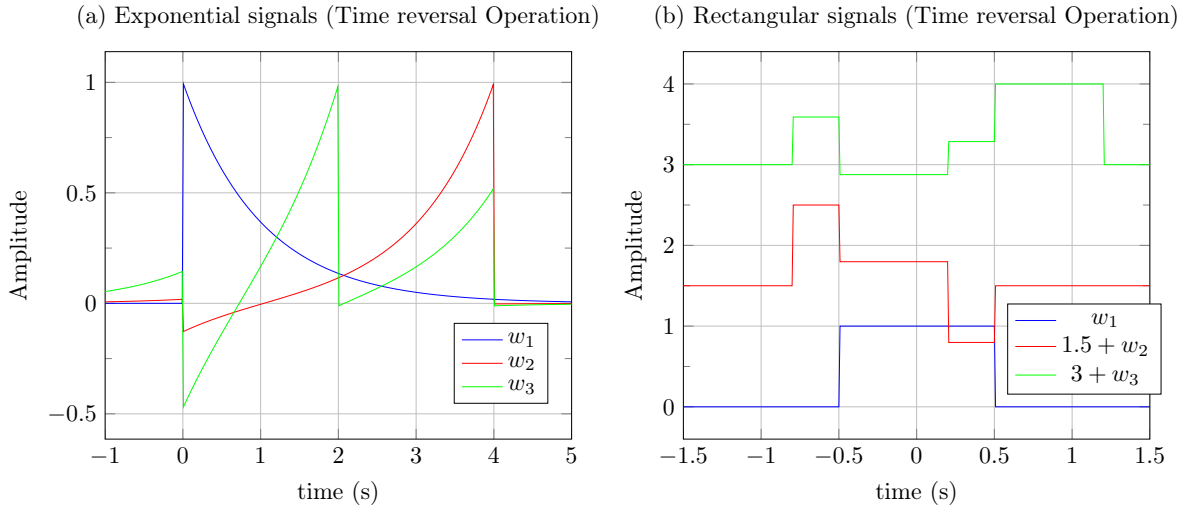 (a) Exponential signals (Time reversal Operation)
1
0.5
0
−0.5
Amplitude
−1 0 1 2 3 4 5
time (s)
w1
w2
w3
(b) Rectangular signals (Time reversal Operation)
4
3
2
1
0
Amplitude
−1.5 −1 −0.5 0 0.5 1 1.5
time (s)
w1
1.5 + w2
3 + w3